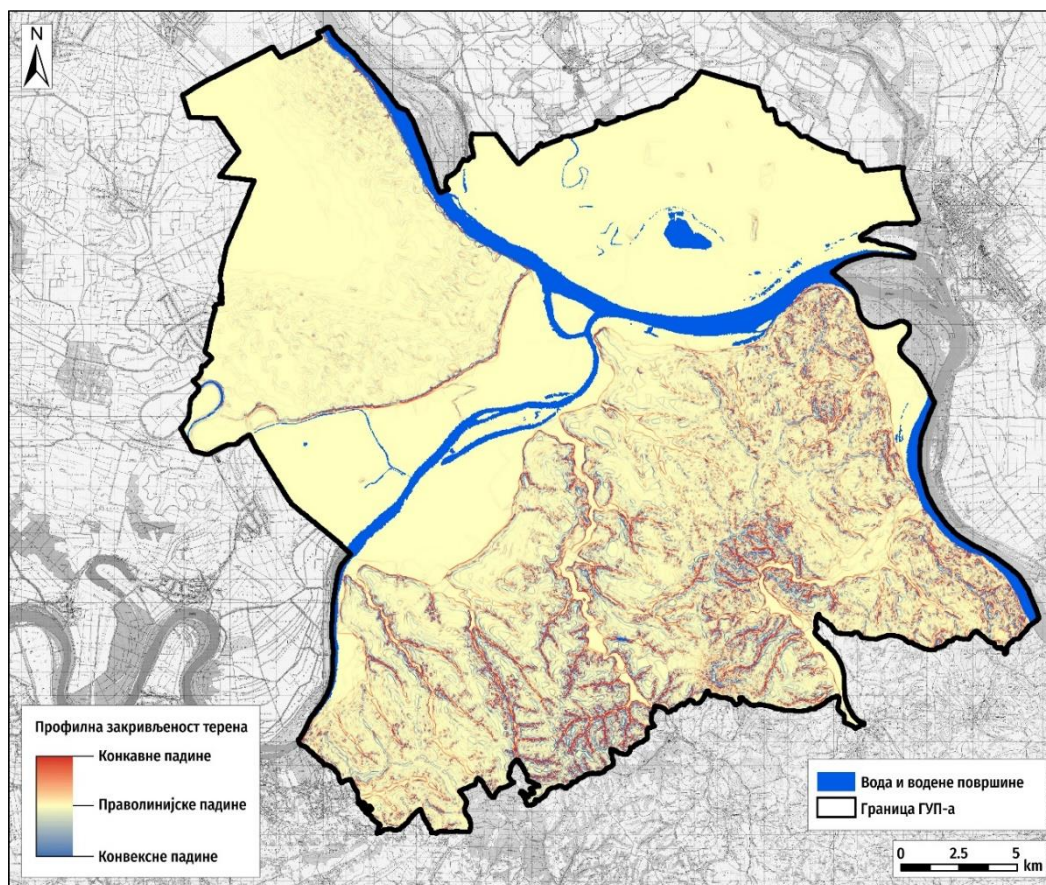 N
Профилна закривљеност терена
Конкавне падине
Праволинијске падине
Конвексне падине
Вода и водене површине
Граница ГУП-а
0 2.5 5
km